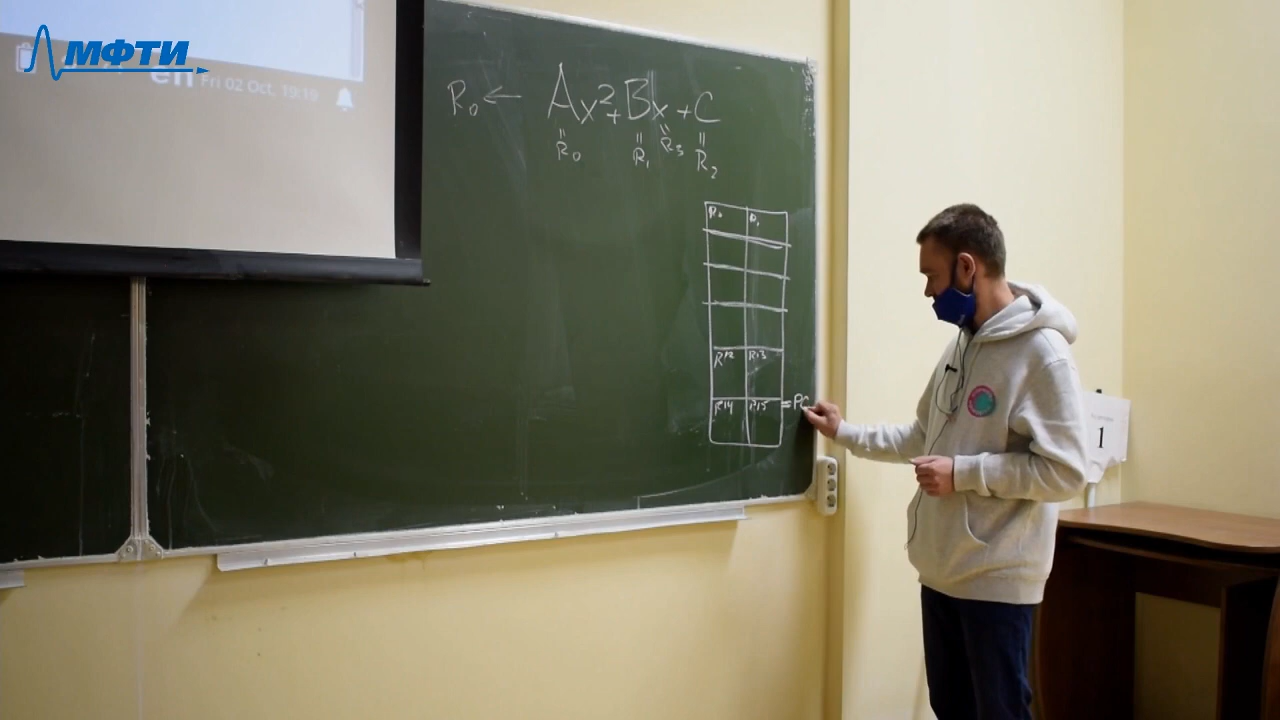 МФТИ
en Fri 02 Oct, 19:19
R₀ ← Ax² + Bx + C
= R₀ = R₁ = R₃ = R₂
R₀ R₁
R12 R13
R14 R15 = PC
1